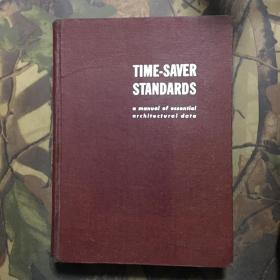 TIME-SAVER
STANDARDS
a manual of essential
architectural data